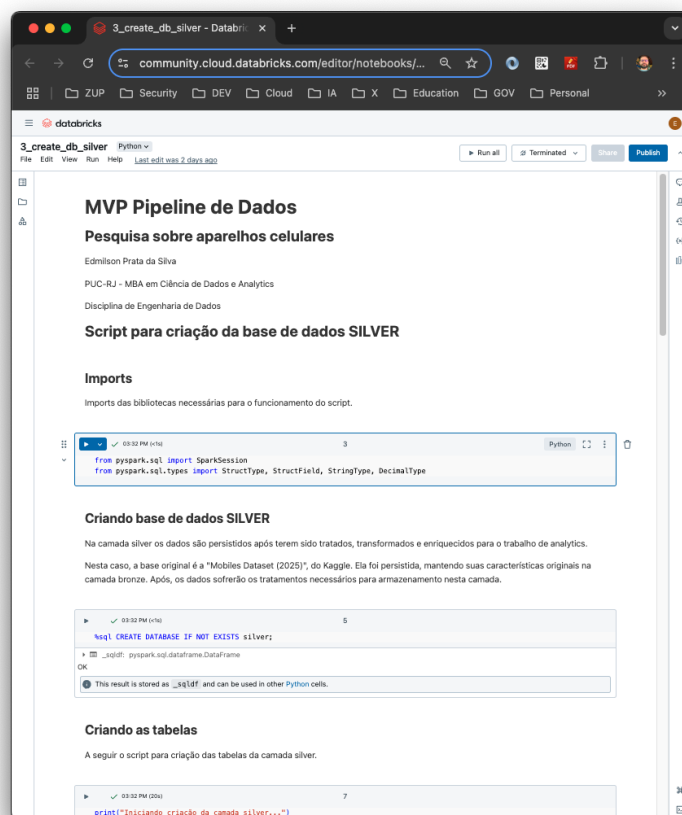 3_create_db_silver - Databric
community.cloud.databricks.com/editor/notebooks/...
ZUP Security DEV Cloud IA X Education GOV Personal
databricks
E
3_create_db_silver Python
File Edit View Run Help Last edit was 2 days ago
Run all Terminated Share Publish
MVP Pipeline de Dados
Pesquisa sobre aparelhos celulares
Edmilson Prata da Silva
PUC-RJ - MBA em Ciência de Dados e Analytics
Disciplina de Engenharia de Dados
Script para criação da base de dados SILVER
Imports
Imports das bibliotecas necessárias para o funcionamento do script.
03:32 PM (<1s) 3 Python
from pyspark.sql import SparkSession
from pyspark.sql.types import StructType, StructField, StringType, DecimalType
Criando base de dados SILVER
Na camada silver os dados são persistidos após terem sido tratados, transformados e enriquecidos para o trabalho de analytics.
Nesta caso, a base original é a "Mobiles Dataset (2025)", do Kaggle. Ela foi persistida, mantendo suas características originais na
camada bronze. Após, os dados sofrerão os tratamentos necessários para armazenamento nesta camada.
03:32 PM (<1s) 5
%sql CREATE DATABASE IF NOT EXISTS silver;
_sqldf: pyspark.sql.dataframe.DataFrame
OK
This result is stored as _sqldf and can be used in other Python cells.
Criando as tabelas
A seguir o script para criação das tabelas da camada silver.
03:32 PM (20s) 7
print("Iniciando criação da camada silver...")